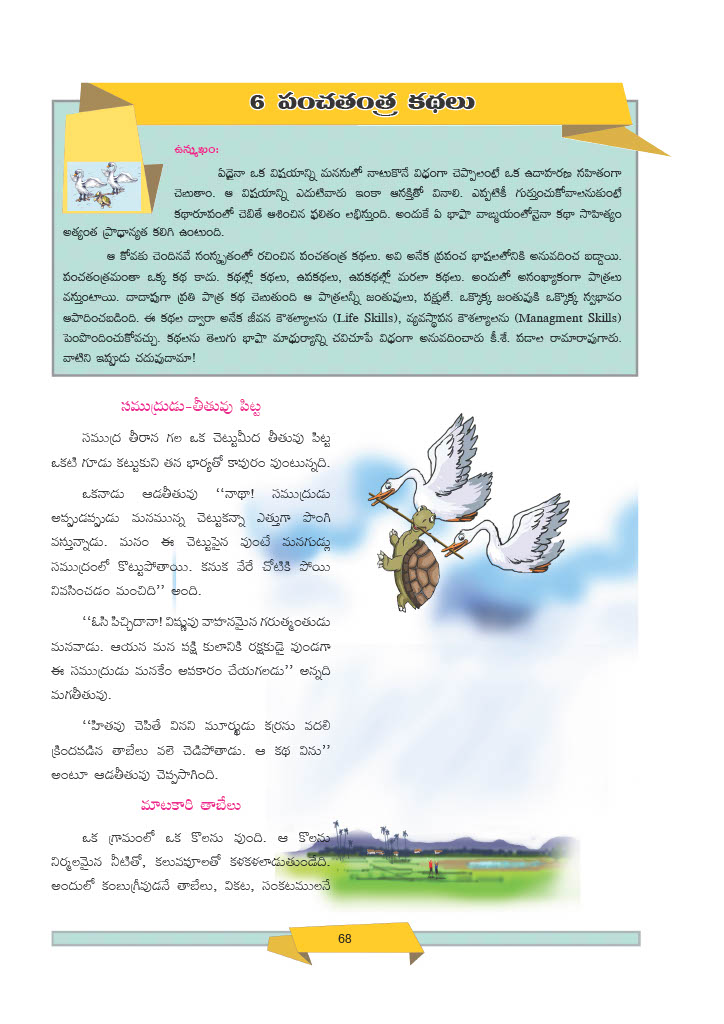 6 పంచతంత్ర కథలు
ఉన్ముఖం:
ఏదైనా ఒక విషయాన్ని మనసులో నాటుకొనే విధంగా చెప్పాలంటే ఒక ఉదాహరణ సహితంగా
చెబుతాం. ఆ విషయాన్ని ఎదుటివారు ఇంకా ఆసక్తితో వినాలి. ఎప్పటికీ గుర్తుంచుకోవాలనుకుంటే
కథారూపంలో చెబితే ఆశించిన ఫలితం లభిస్తుంది. అందుకే ఏ భాషా వాఙ్మయంలోనైనా కథా సాహిత్యం
అత్యంత ప్రాధాన్యత కలిగి ఉంటుంది.
ఆ కోవకు చెందినవే సంస్కృతంలో రచించిన పంచతంత్ర కథలు. అవి అనేక ప్రపంచ భాషలలోనికి అనువదించ బడ్డాయి.
పంచతంత్రమంతా ఒక్క కథ కాదు. కథల్లో కథలు, ఉపకథలు, ఉపకథల్లో మరలా కథలు. అందులో అసంఖ్యాకంగా పాత్రలు
వస్తుంటాయి. దాదాపుగా ప్రతి పాత్ర కథ చెబుతుంది ఆ పాత్రలన్నీ జంతువులు, పక్షులే. ఒక్కొక్క జంతువుకి ఒక్కొక్క స్వభావం
ఆపాదించబడింది. ఈ కథల ద్వారా అనేక జీవన కౌశల్యాలను (Life Skills), వ్యవస్థాపన కౌశల్యాలను (Managment Skills)
పెంపొందించుకోవచ్చు. కథలను తెలుగు భాషా మాధుర్యాన్ని చవిచూపే విధంగా అనువదించారు కీ.శే. పడాల రామారావుగారు.
వాటిని ఇప్పుడు చదువుదామా!
సముద్రుడు-తీతువు పిట్ట
సముద్ర తీరాన గల ఒక చెట్టుమీద తీతువు పిట్ట
ఒకటి గూడు కట్టుకుని తన భార్యతో కాపురం వుంటున్నది.
ఒకనాడు ఆడతీతువు ‘‘నాథా! సముద్రుడు
అప్పుడప్పుడు మనమున్న చెట్టుకన్నా ఎత్తుగా పొంగి
వస్తున్నాడు. మనం ఈ చెట్టుపైన వుంటే మనగుడ్లు
సముద్రంలో కొట్టుపోతాయి. కనుక వేరే చోటికి పోయి
నివసించడం మంచిది’’ అంది.
‘‘ఓసి పిచ్చిదానా! విష్ణువు వాహనమైన గరుత్మంతుడు
మనవాడు. ఆయన మన పక్షి కులానికి రక్షకుడై వుండగా
ఈ సముద్రుడు మనకేం అపకారం చేయగలడు’’ అన్నది
మగతీతువు.
‘‘హితవు చెపితే వినని మూర్ఖుడు కర్రను వదలి
క్రిందపడిన తాబేలు వలె చెడిపోతాడు. ఆ కథ విను’’
అంటూ ఆడతీతువు చెప్పసాగింది.
మాటకారి తాబేలు
ఒక గ్రామంలో ఒక కొలను వుంది. ఆ కొలను
నిర్మలమైన నీటితో, కలువపూలతో కళకళలాడుతుండేది.
అందులో కంబుగ్రీవుడనే తాబేలు, వికట, సంకటములనే
68